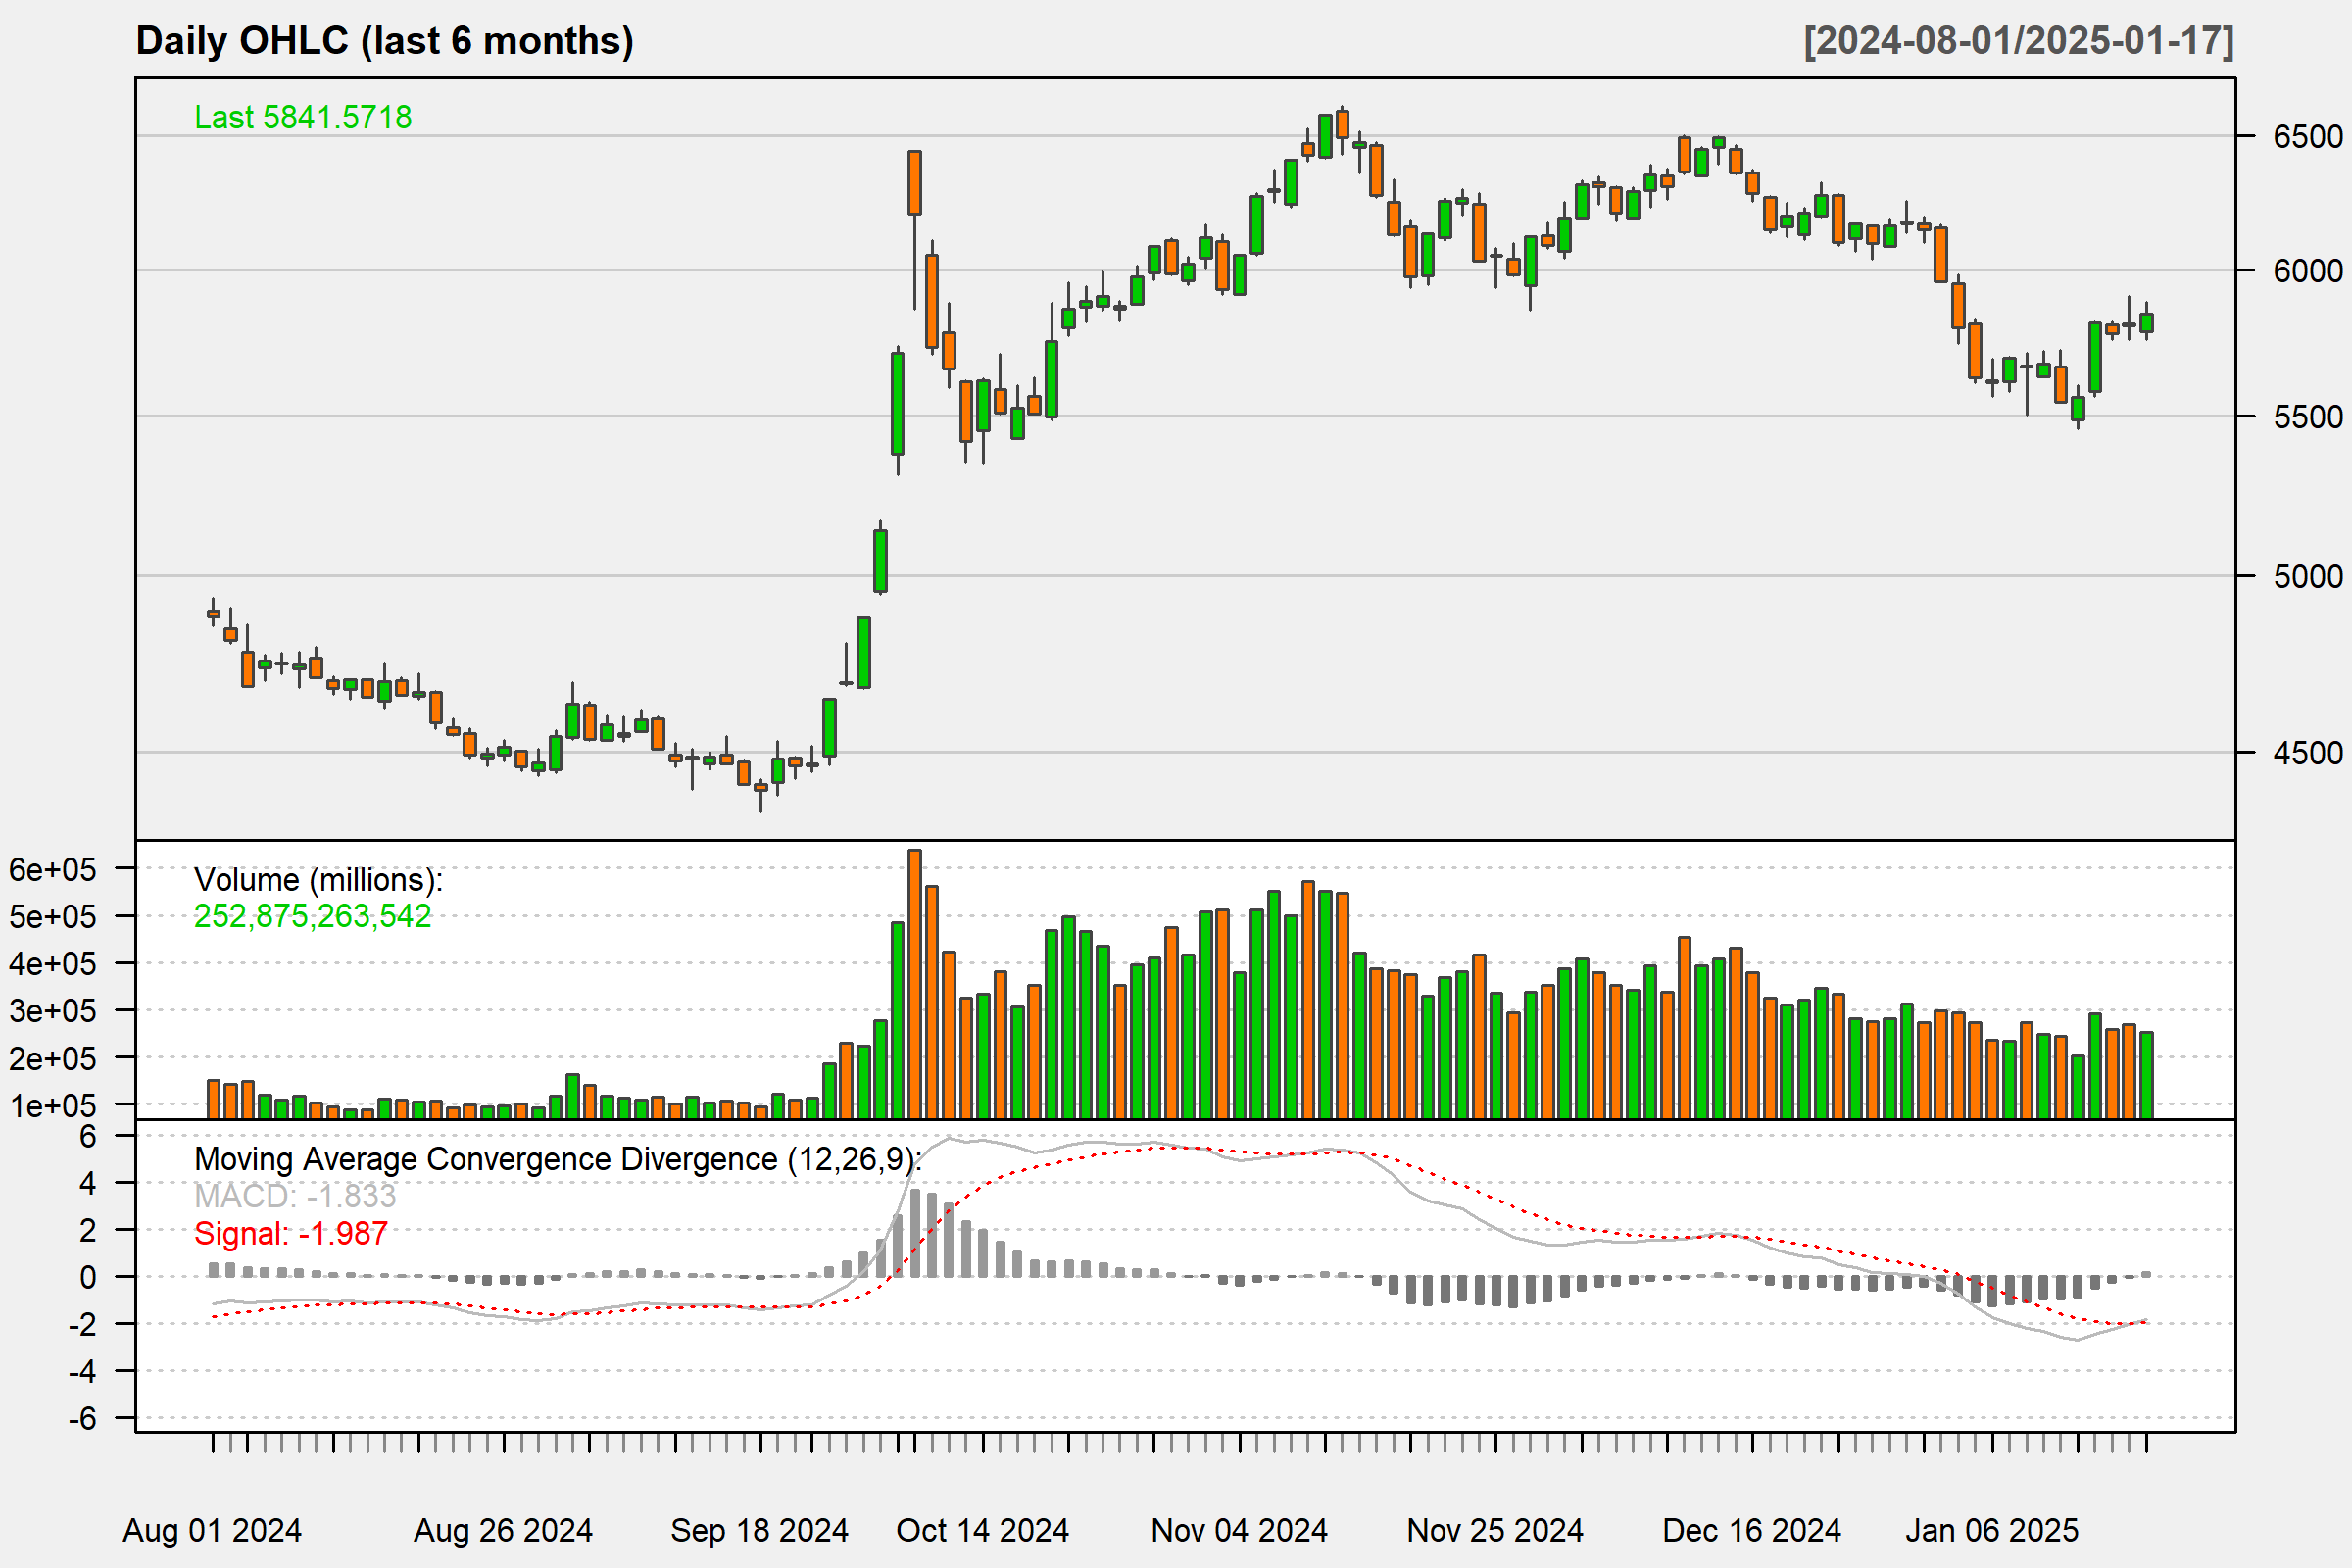 Daily OHLC (last 6 months)
[2024-08-01/2025-01-17]
Last 5841.5718
6500
6000
5500
5000
4500
Volume (millions):
252,875,263,542
6e+05
5e+05
4e+05
3e+05
2e+05
1e+05
Moving Average Convergence Divergence (12,26,9):
MACD: -1.833
Signal: -1.987
6
4
2
0
-2
-4
-6
Aug 01 2024
Aug 26 2024
Sep 18 2024
Oct 14 2024
Nov 04 2024
Nov 25 2024
Dec 16 2024
Jan 06 2025